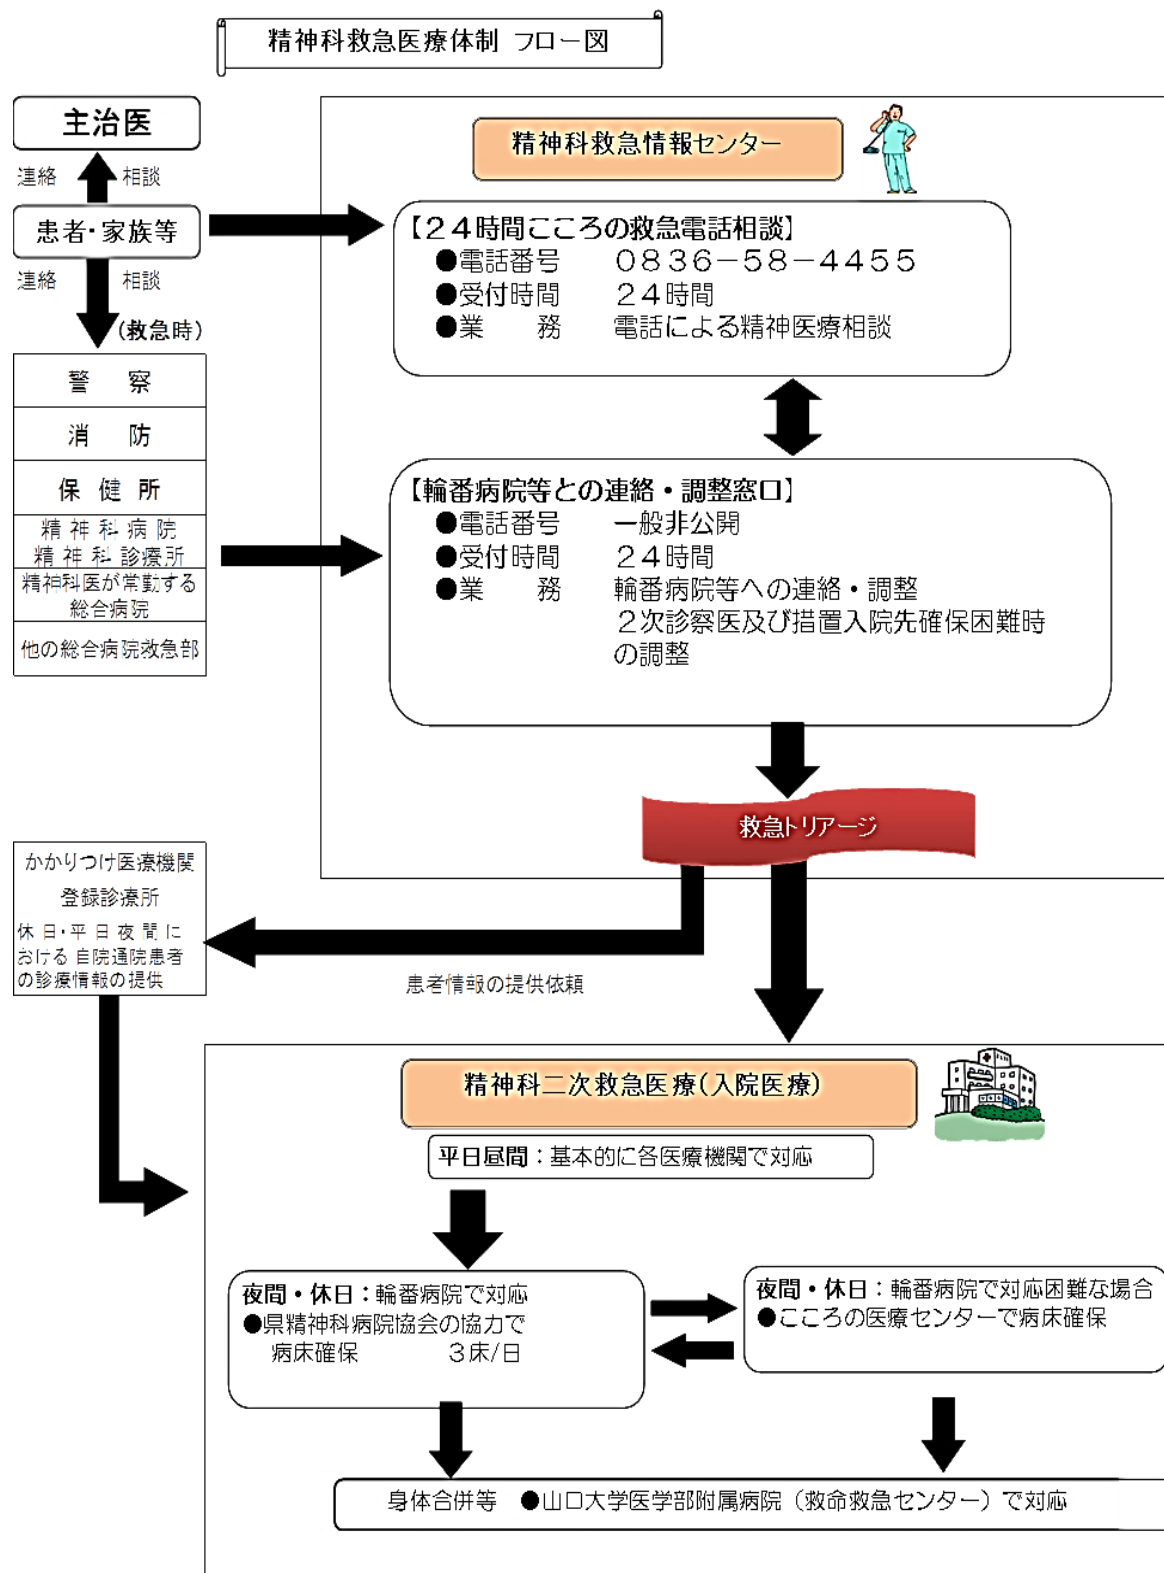 精神科救急医療体制 フロー図
主治医
連絡 相談
患者・家族等
連絡 相談
(救急時)
警 察
消 防
保 健 所
精 神 科 病 院
精 神 科 診療所
精神科医が常勤する
総合病院
他の総合病院救急部
精神科救急情報センター
【２４時間こころの救急電話相談】
●電話番号 ０８３６－５８－４４５５
●受付時間 ２４時間
●業 務 電話による精神医療相談
【輪番病院等との連絡・調整窓口】
●電話番号 一般非公開
●受付時間 ２４時間
●業 務 輪番病院等への連絡・調整
２次診察医及び措置入院先確保困難時
の調整
救急トリアージ
かかりつけ医療機関
登録診療所
休 日・平 日 夜 間 に
おける 自院通院患者
の診療情報の提供
患者情報の提供依頼
精神科二次救急医療(入院医療)
平日昼間：基本的に各医療機関で対応
夜間・休日：輪番病院で対応
●県精神科病院協会の協力で
病床確保 ３床/日
夜間・休日：輪番病院で対応困難な場合
●こころの医療センターで病床確保
身体合併等 ●山口大学医学部附属病院（救命救急センター）で対応